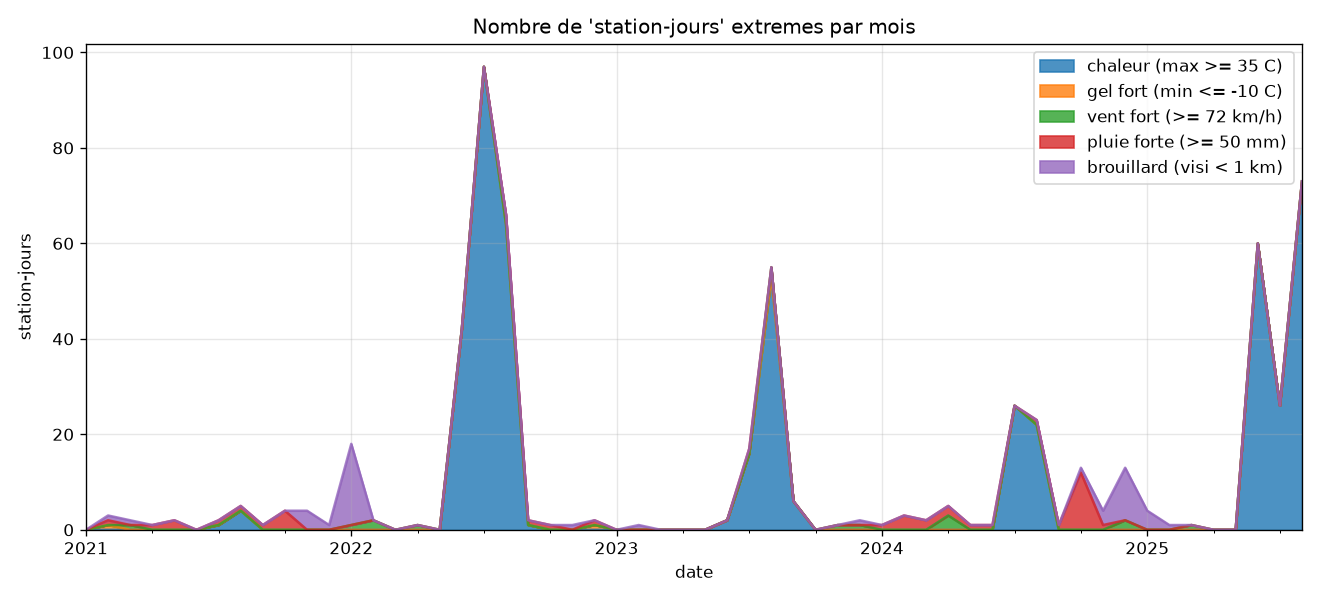 Nombre de 'station-jours' extremes par mois
chaleur (max >= 35 C)
gel fort (min <= -10 C)
vent fort (>= 72 km/h)
pluie forte (>= 50 mm)
brouillard (visi < 1 km)
station-jours
100
80
60
40
20
0
2021 2022 2023 2024 2025
date